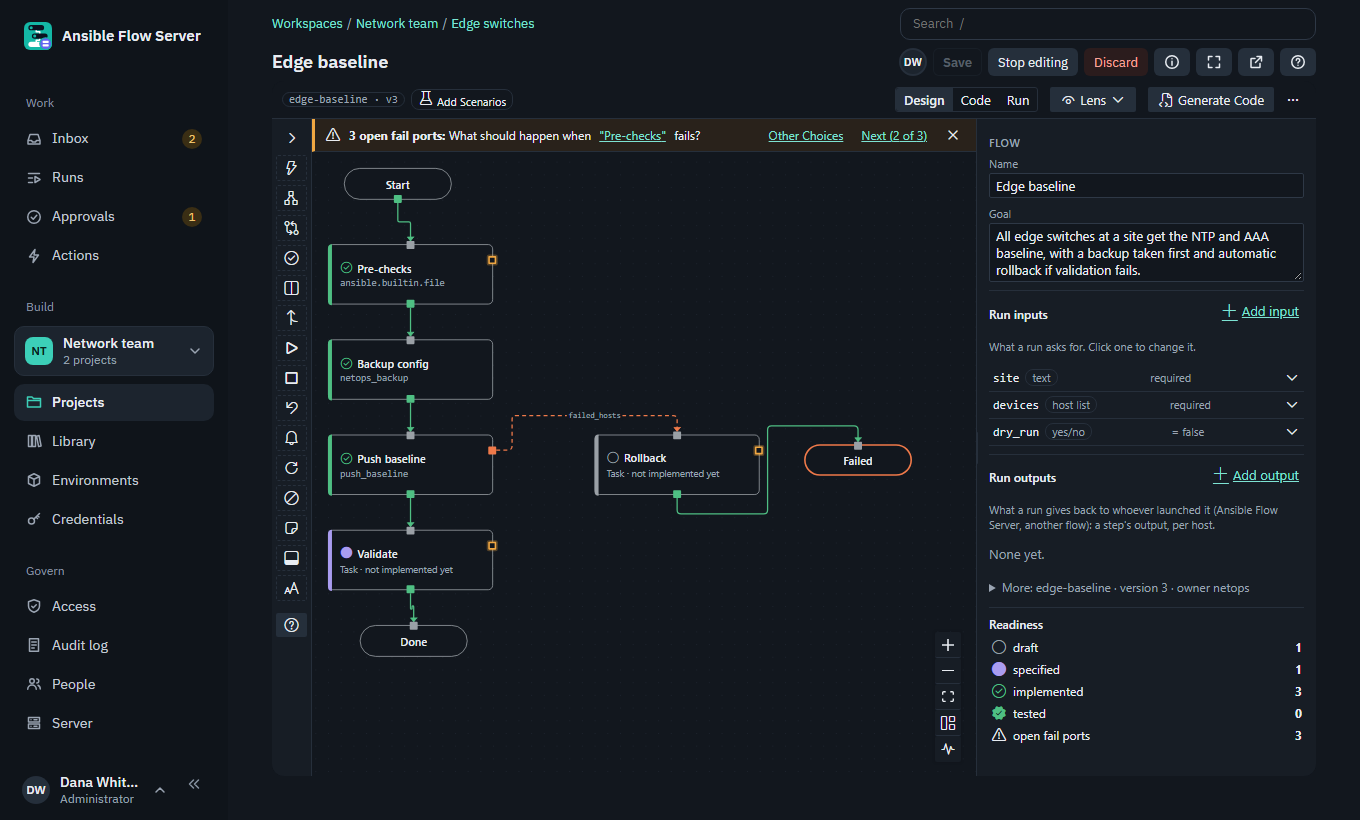 Ansible Flow Server
Work
Inbox 2
Runs
Approvals 1
Actions
Build
NT Network team
2 projects
Projects
Library
Environments
Credentials
Govern
Access
Audit log
People
Server
DW Dana Whit...
Administrator
Workspaces / Network team / Edge switches
Search /
Edge baseline
DW Save Stop editing Discard
edge-baseline · v3 Add Scenarios
Design Code Run Lens Generate Code
3 open fail ports: What should happen when "Pre-checks" fails? Other Choices Next (2 of 3)
Start
Pre-checks
ansible.builtin.file
Backup config
netops_backup
failed_hosts
Push baseline
push_baseline
Rollback
Task · not implemented yet
Failed
Validate
Task · not implemented yet
Done
FLOW
Name
Edge baseline
Goal
All edge switches at a site get the NTP and AAA
baseline, with a backup taken first and automatic
rollback if validation fails.
Run inputs Add input
What a run asks for. Click one to change it.
site text required
devices host list required
dry_run yes/no = false
Run outputs Add output
What a run gives back to whoever launched it (Ansible Flow
Server, another flow): a step's output, per host.
None yet.
More: edge-baseline · version 3 · owner netops
Readiness
draft 1
specified 1
implemented 3
tested 0
open fail ports 3